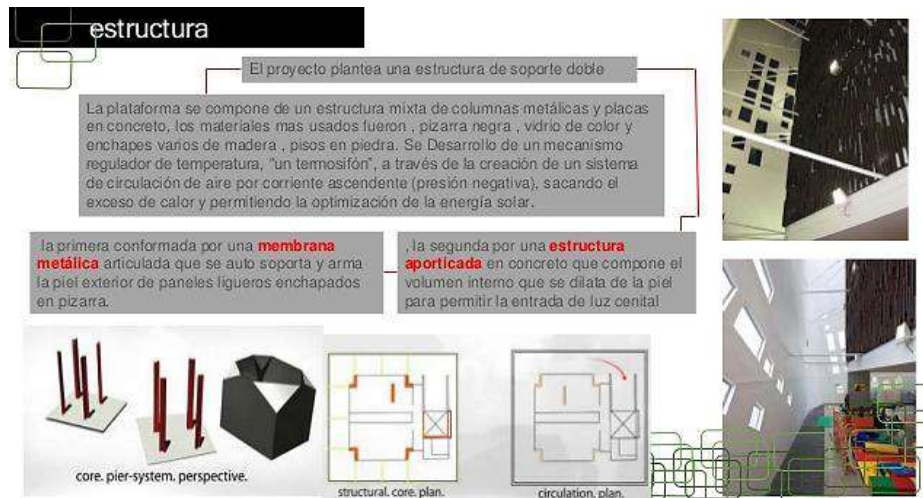 estructura
El proyecto plantea una estructura de soporte doble
La plataforma se compone de un estructura mixta de columnas metálicas y placas
en concreto, los materiales mas usados fueron , pizarra negra , vidrio de color y
enchapes varios de madera , pisos en piedra. Se Desarrollo de un mecanismo
regulador de temperatura, "un termosifón", a través de la creación de un sistema
de circulación de aire por corriente ascendente (presión negativa), sacando el
exceso de calor y permitiendo la optimización de la energía solar.
la primera conformada por una membrana
metálica articulada que se auto soporta y arma
la piel exterior de paneles ligueros enchapados
en pizarra.
, la segunda por una estructura
aporticada en concreto que compone el
volumen interno que se dilata de la piel
para permitir la entrada de luz cenital
core. pier-system. perspective.
structural. core. plan.
circulation. plan.